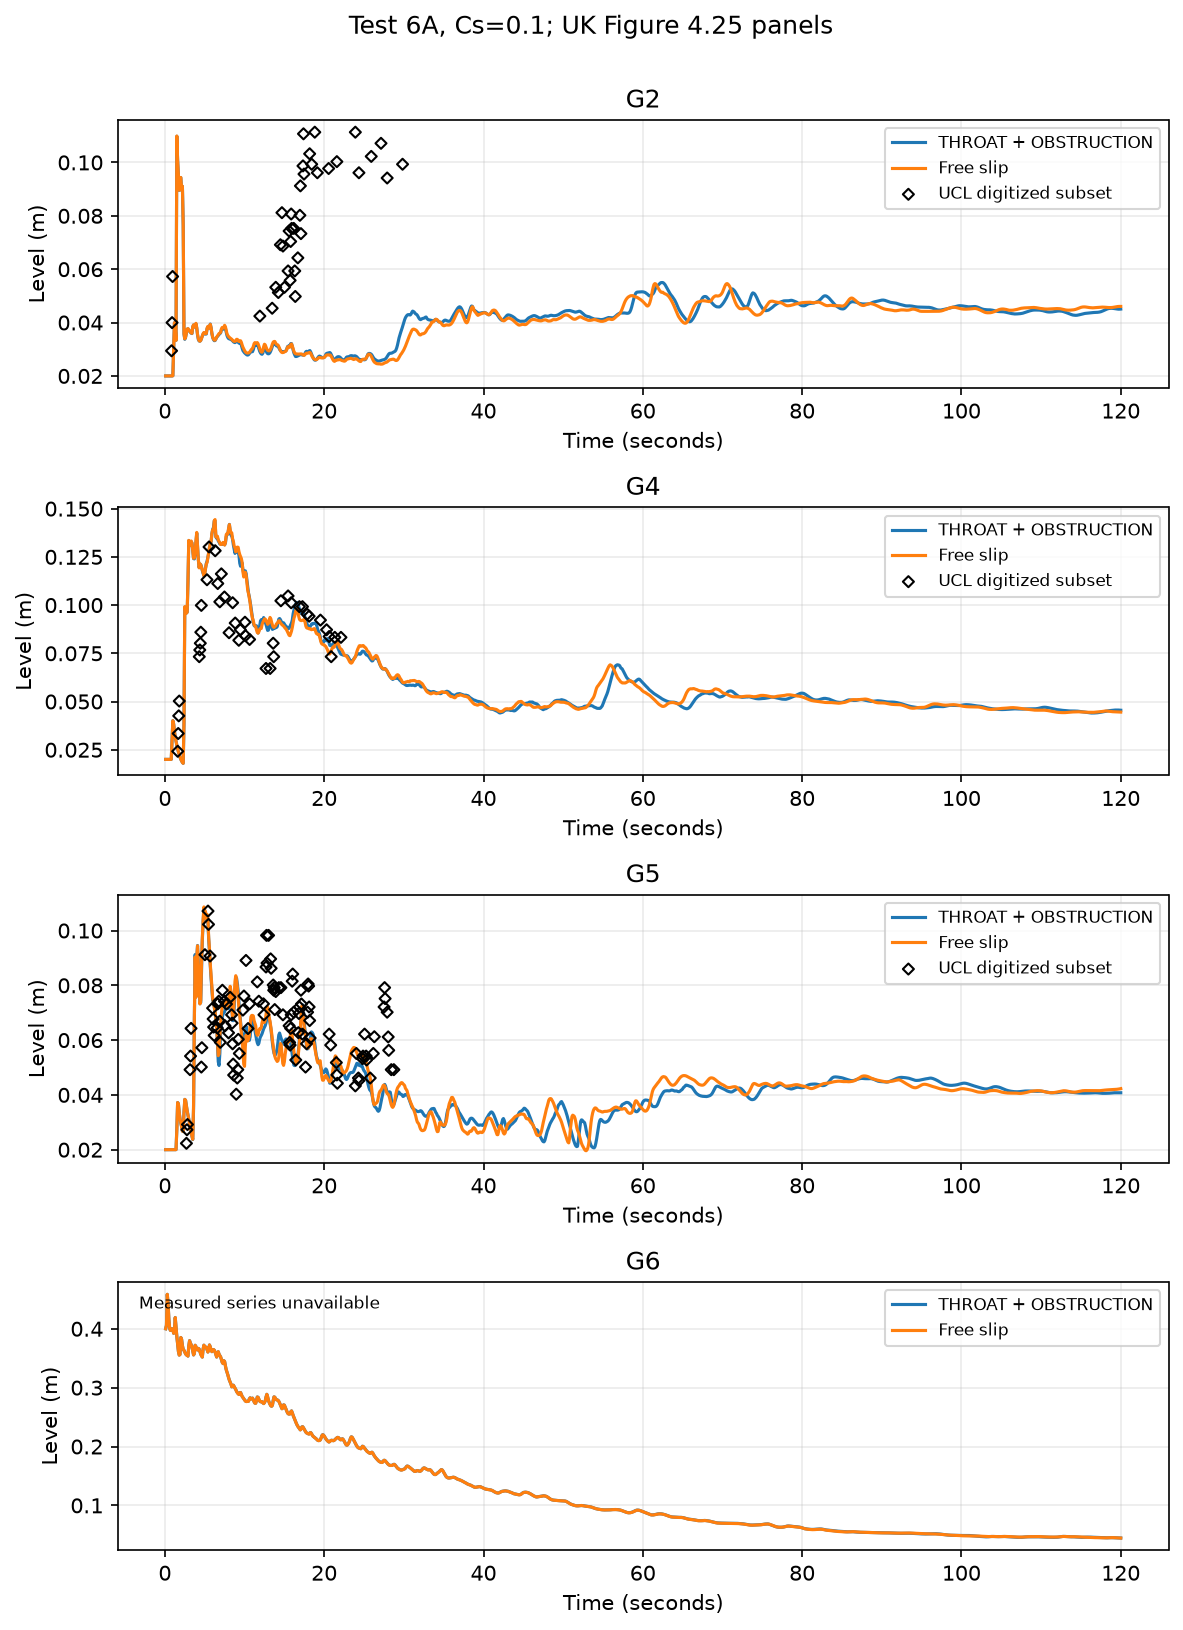 Test 6A, Cs=0.1; UK Figure 4.25 panels
G2
THROAT + OBSTRUCTION
Free slip
UCL digitized subset
Level (m)
0.10
0.08
0.06
0.04
0.02
0 20 40 60 80 100 120
Time (seconds)
G4
THROAT + OBSTRUCTION
Free slip
UCL digitized subset
Level (m)
0.150
0.125
0.100
0.075
0.050
0.025
0 20 40 60 80 100 120
Time (seconds)
G5
THROAT + OBSTRUCTION
Free slip
UCL digitized subset
Level (m)
0.10
0.08
0.06
0.04
0.02
0 20 40 60 80 100 120
Time (seconds)
G6
Measured series unavailable
THROAT + OBSTRUCTION
Free slip
Level (m)
0.4
0.3
0.2
0.1
0 20 40 60 80 100 120
Time (seconds)